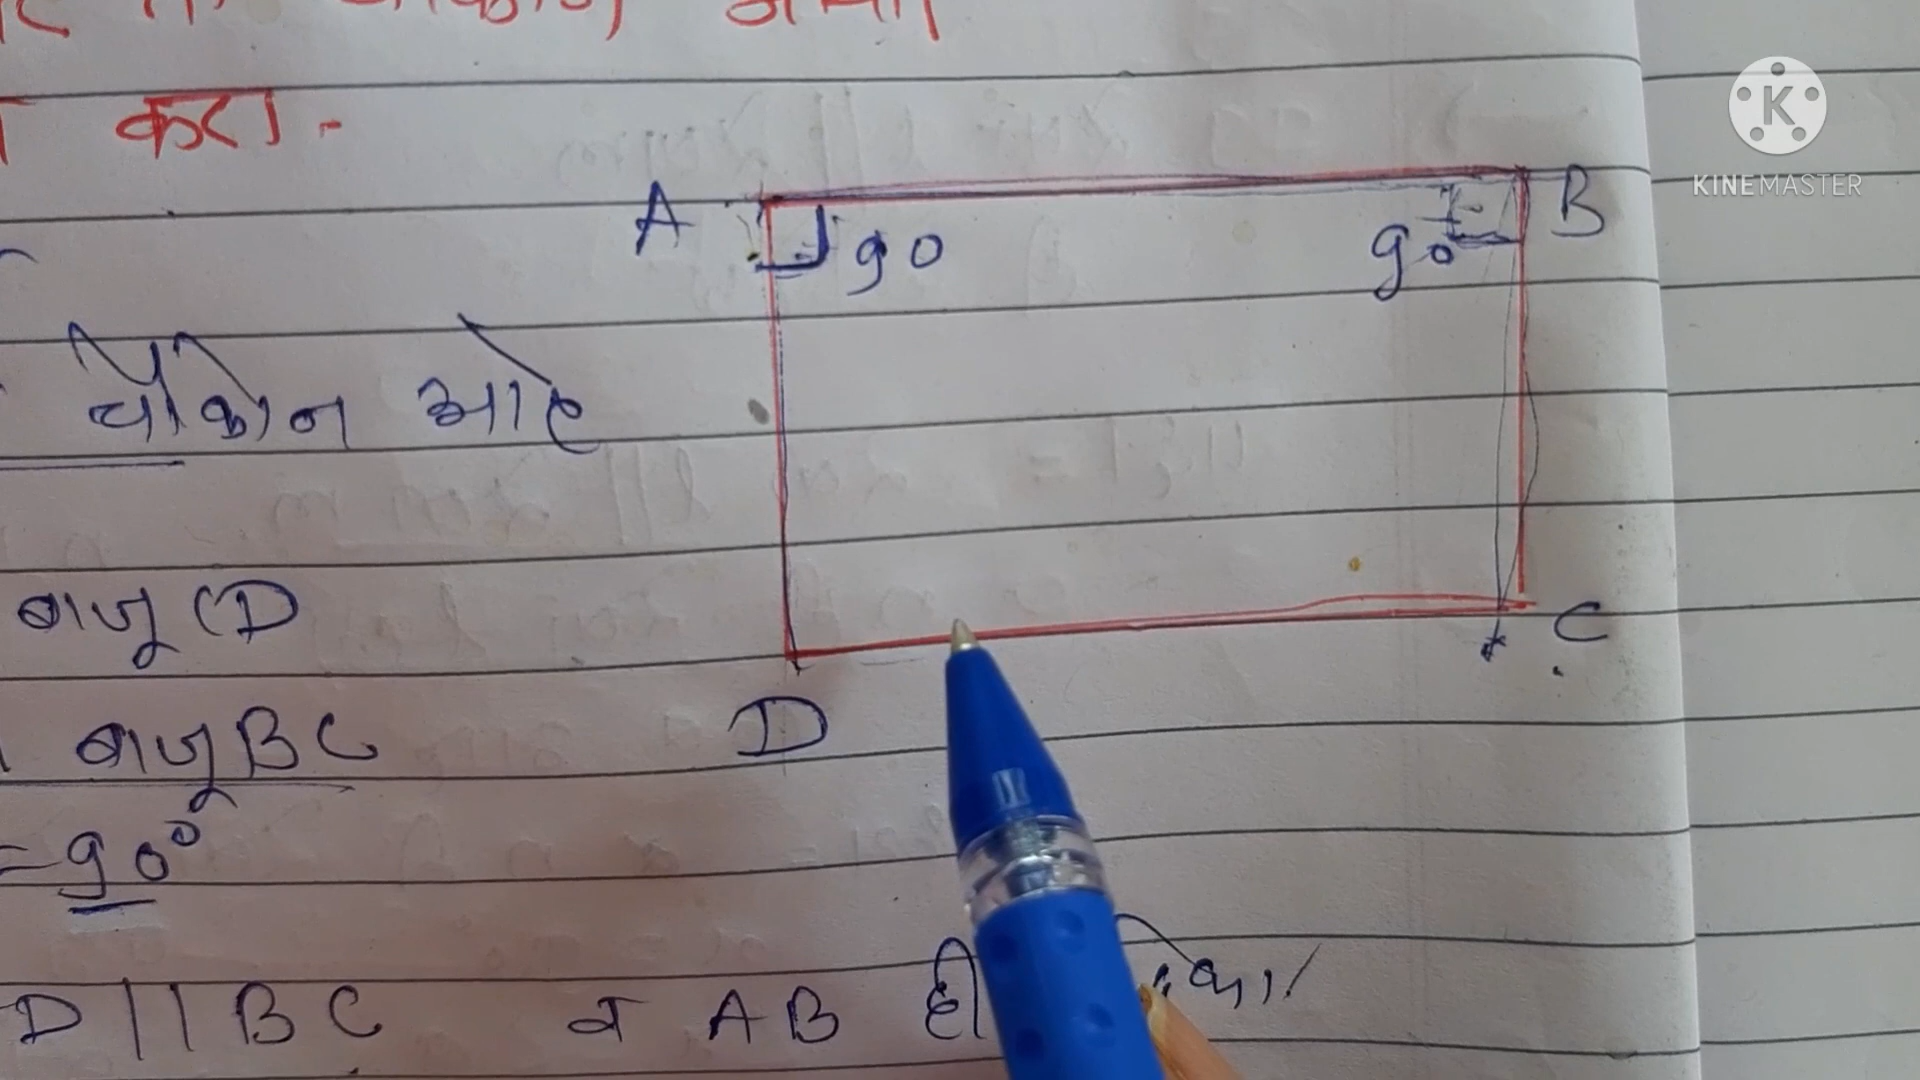 करा.
KINEMASTER
A B
90 90
चौकोन आहे
बाजू CD
C
D
बाजू BC
= 90°
D || BC व AB ही